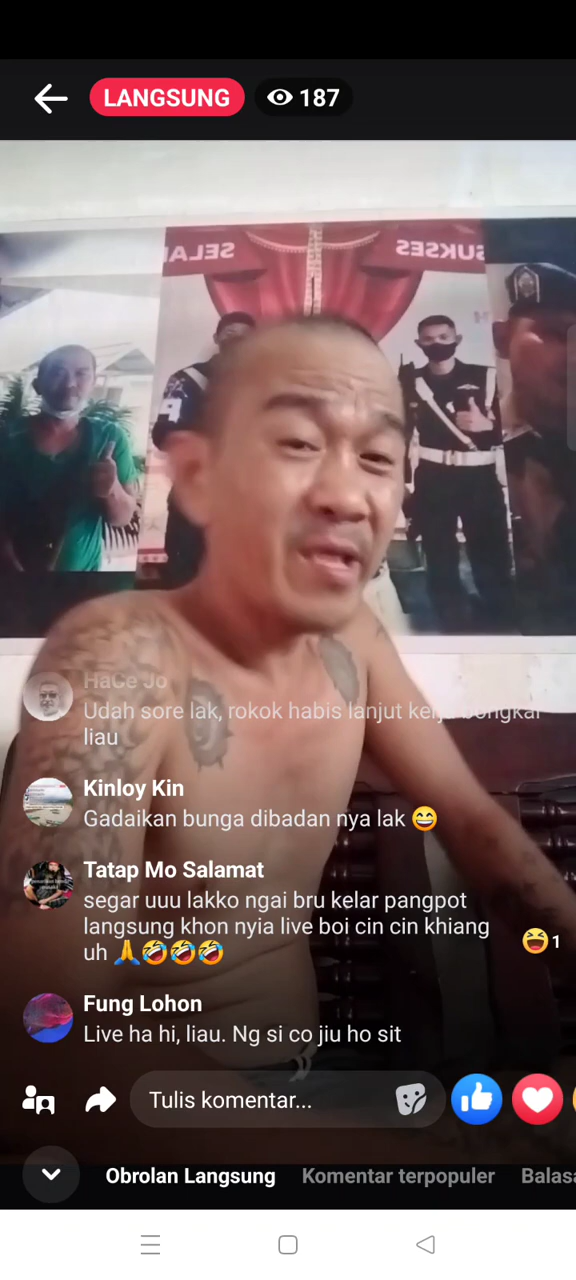 LANGSUNG
187
SELA
SUKSES
HaCe Jo
Udah sore lak, rokok habis lanjut
liau
Kinloy Kin
Gadaikan bunga dibadan nya lak 😄
Tatap Mo Salamat
segar uuu lakko ngai bru kelar pangpot
langsung khon nyia live boi cin cin khiang
uh 🙏🤣🤣🤣
1
Fung Lohon
Live ha hi, liau. Ng si co jiu ho sit
Tulis komentar...
Obrolan Langsung
Komentar terpopuler
Balasa